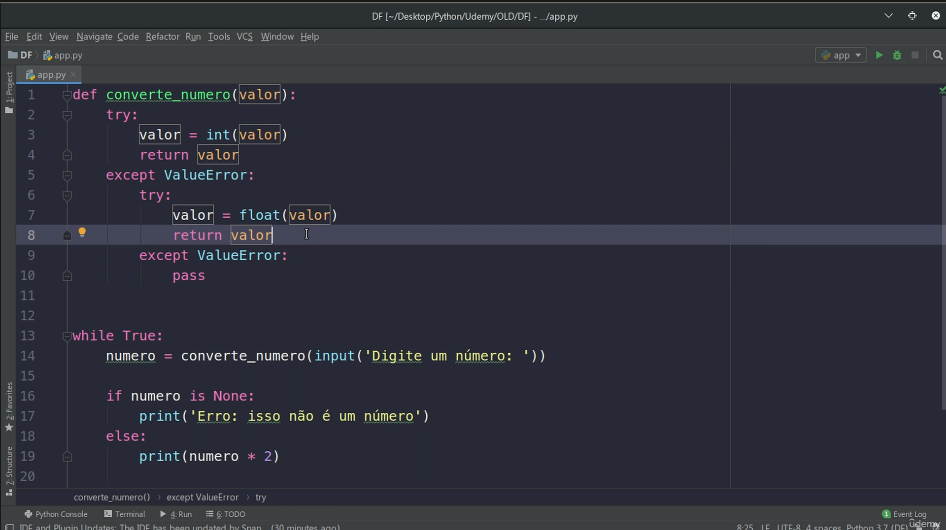 DF [~/Desktop/Python/Udemy/OLD/DF] - .../app.py
File Edit View Navigate Code Refactor Run Tools VCS Window Help
DF app.py app
app.py
1: Project
2: Favorites
7: Structure
1 def converte_numero(valor):
2 try:
3 valor = int(valor)
4 return valor
5 except ValueError:
6 try:
7 valor = float(valor)
8 return valor
9 except ValueError:
10 pass
11
12
13 while True:
14 numero = converte_numero(input('Digite um número: '))
15
16 if numero is None:
17 print('Erro: isso não é um número')
18 else:
19 print(numero * 2)
20
converte_numero() › except ValueError › try
Python Console Terminal 4: Run 6: TODO 1 Event Log
IDE and Plugin Updates: The IDE has been updated by Snap. (30 minutes ago) 8:25 LF UTF-8 4 spaces Python 3.7 (DF)
udemy